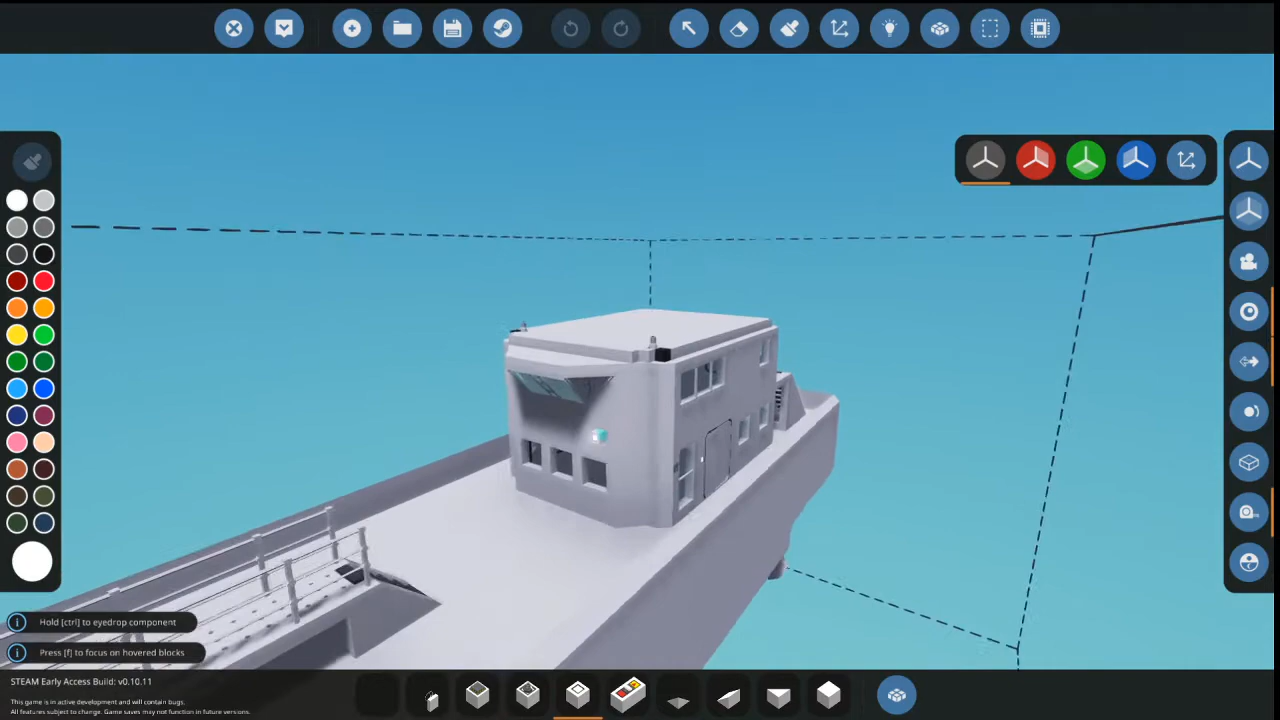 Hold [ctrl] to eyedrop component
Press [f] to focus on hovered blocks
STEAM Early Access Build: v0.10.11
This game is in active development and will contain bugs.
All features subject to change. Game saves may not function in future versions.